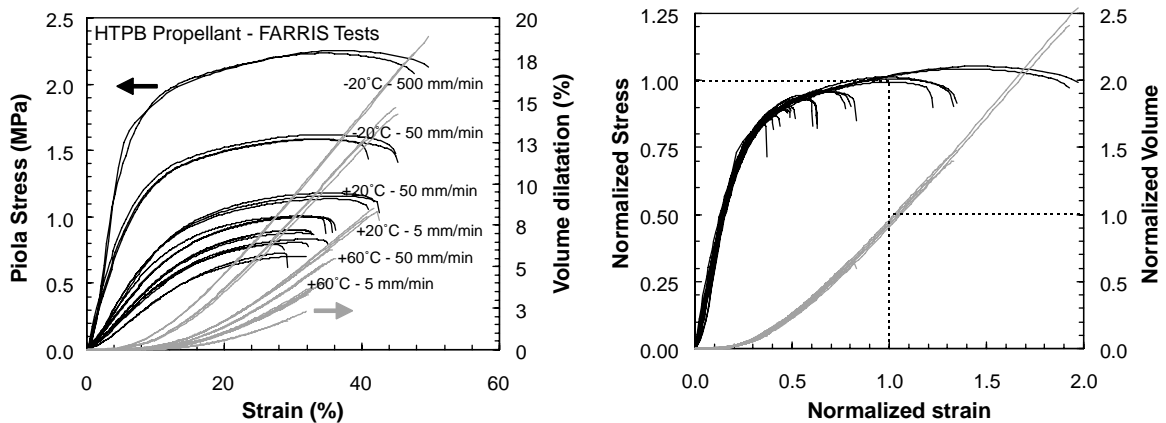 HTPB Propellant - FARRIS Tests
Piola Stress (MPa)
2.5
2.0
1.5
1.0
0.5
0.0
0
20
40
60
Strain (%)
20
18
15
13
10
8
5
3
0
Volume dilatation (%)
-20˚C - 500 mm/min
-20˚C - 50 mm/min
+20˚C - 50 mm/min
+20˚C - 5 mm/min
+60˚C - 50 mm/min
+60˚C - 5 mm/min
Normalized Stress
1.25
1.00
0.75
0.50
0.25
0.00
0.0
0.5
1.0
1.5
2.0
Normalized strain
2.5
2.0
1.5
1.0
0.5
0.0
Normalized Volume